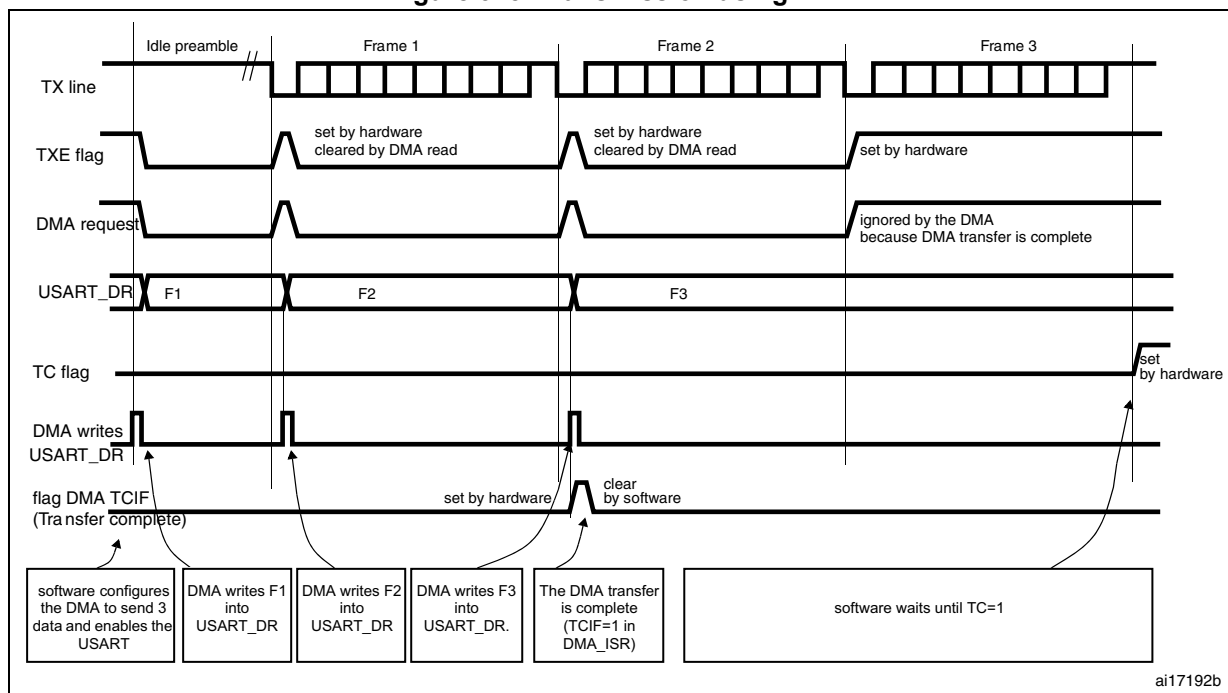 Idle preamble
Frame 1
Frame 2
Frame 3
TX line
TXE flag
set by hardware
cleared by DMA read
set by hardware
cleared by DMA read
set by hardware
DMA request
ignored by the DMA
because DMA transfer is complete
USART_DR
F1
F2
F3
TC flag
set
by hardware
DMA writes
USART_DR
flag DMA TCIF
(Transfer complete)
set by hardware
clear
by software
software configures
the DMA to send 3
data and enables the
USART
DMA writes F1
into
USART_DR
DMA writes F2
into
USART_DR
DMA writes F3
into
USART_DR.
The DMA transfer
is complete
(TCIF=1 in
DMA_ISR)
software waits until TC=1
ai17192b